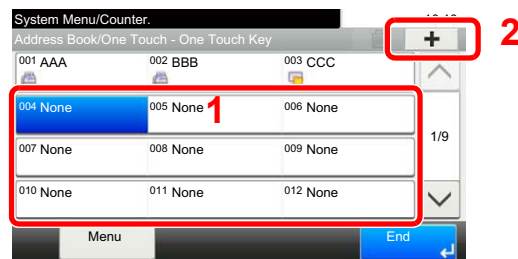 System Menu/Counter.
Address Book/One Touch - One Touch Key
2
001 AAA 002 BBB 003 CCC
004 None 005 None 1 006 None
1/9
007 None 008 None 009 None
010 None 011 None 012 None
Menu End